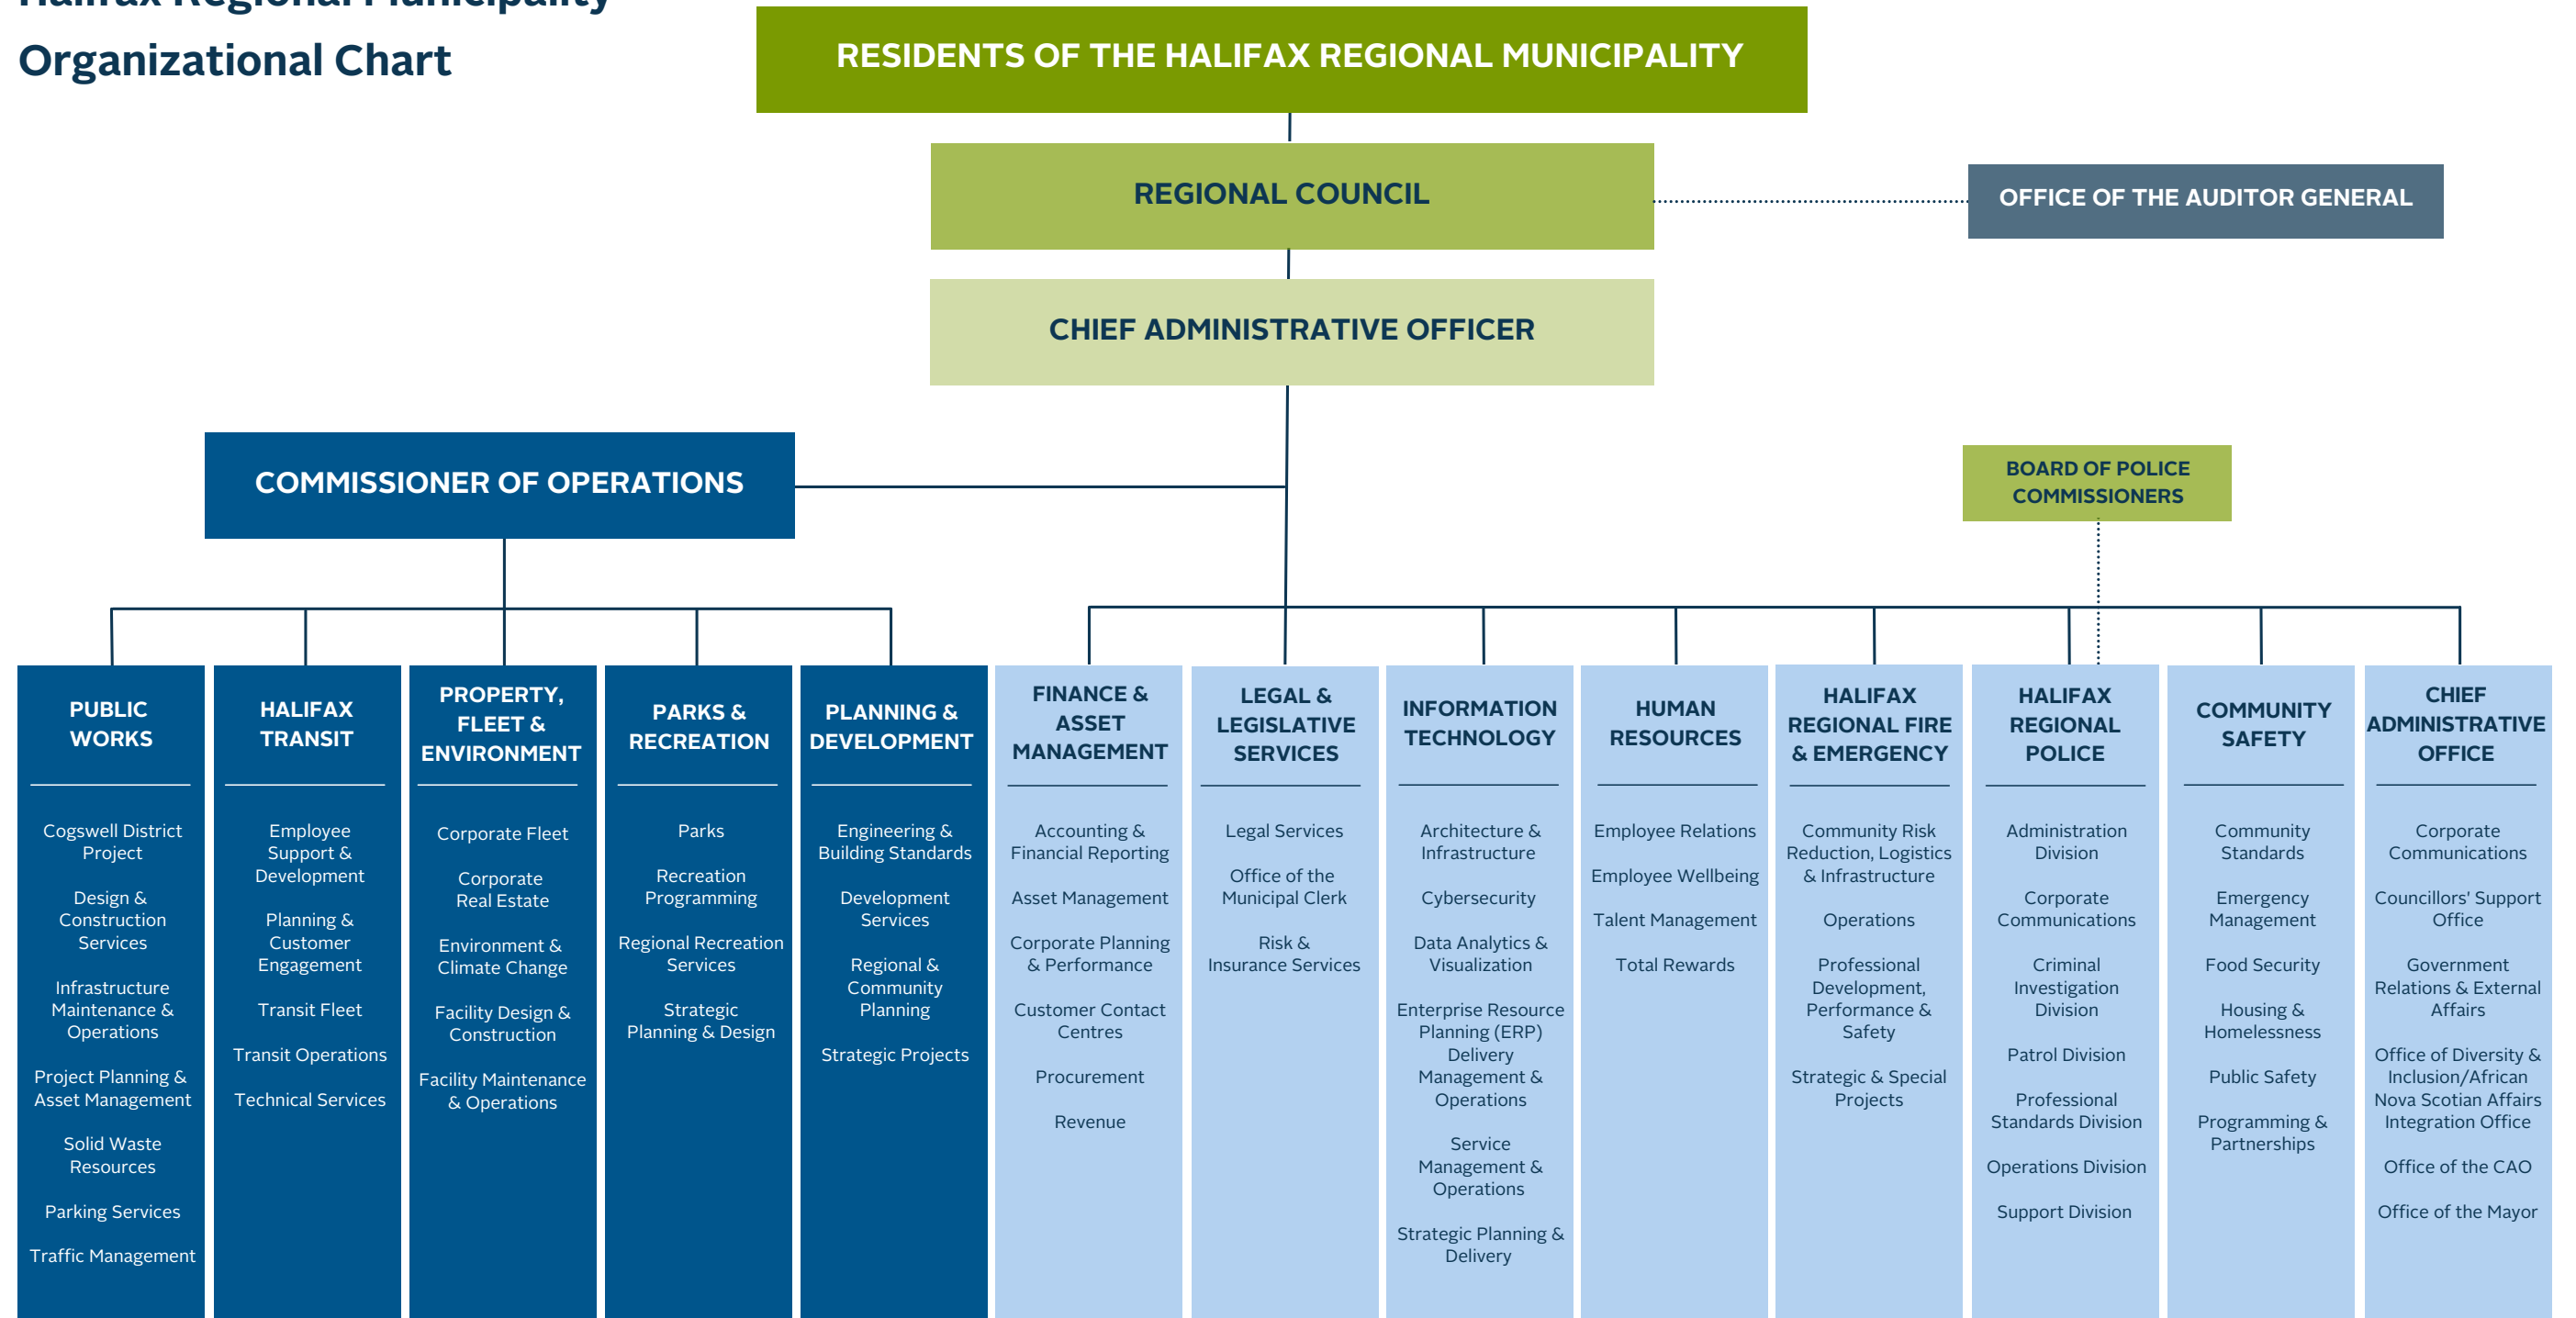 Halifax Regional Municipality
Organizational Chart
RESIDENTS OF THE HALIFAX REGIONAL MUNICIPALITY
REGIONAL COUNCIL
OFFICE OF THE AUDITOR GENERAL
CHIEF ADMINISTRATIVE OFFICER
COMMISSIONER OF OPERATIONS
BOARD OF POLICE
COMMISSIONERS
PUBLIC
WORKS
Cogswell District
Project
Design &
Construction
Services
Infrastructure
Maintenance &
Operations
Project Planning &
Asset Management
Solid Waste
Resources
Parking Services
Traffic Management
HALIFAX
TRANSIT
Employee
Support &
Development
Planning &
Customer
Engagement
Transit Fleet
Transit Operations
Technical Services
PROPERTY,
FLEET &
ENVIRONMENT
Corporate Fleet
Corporate
Real Estate
Environment &
Climate Change
Facility Design &
Construction
Facility Maintenance
& Operations
PARKS &
RECREATION
Parks
Recreation
Programming
Regional Recreation
Services
Strategic
Planning & Design
PLANNING &
DEVELOPMENT
Engineering &
Building Standards
Development
Services
Regional &
Community
Planning
Strategic Projects
FINANCE &
ASSET
MANAGEMENT
Accounting &
Financial Reporting
Asset Management
Corporate Planning
& Performance
Customer Contact
Centres
Procurement
Revenue
LEGAL &
LEGISLATIVE
SERVICES
Legal Services
Office of the
Municipal Clerk
Risk &
Insurance Services
INFORMATION
TECHNOLOGY
Architecture &
Infrastructure
Cybersecurity
Data Analytics &
Visualization
Enterprise Resource
Planning (ERP)
Delivery
Management &
Operations
Service
Management &
Operations
Strategic Planning &
Delivery
HUMAN
RESOURCES
Employee Relations
Employee Wellbeing
Talent Management
Total Rewards
HALIFAX
REGIONAL FIRE
& EMERGENCY
Community Risk
Reduction, Logistics
& Infrastructure
Operations
Professional
Development,
Performance &
Safety
Strategic & Special
Projects
HALIFAX
REGIONAL
POLICE
Administration
Division
Corporate
Communications
Criminal
Investigation
Division
Patrol Division
Professional
Standards Division
Operations Division
Support Division
COMMUNITY
SAFETY
Community
Standards
Emergency
Management
Food Security
Housing &
Homelessness
Public Safety
Programming &
Partnerships
CHIEF
ADMINISTRATIVE
OFFICE
Corporate
Communications
Councillors' Support
Office
Government
Relations & External
Affairs
Office of Diversity &
Inclusion/African
Nova Scotian Affairs
Integration Office
Office of the CAO
Office of the Mayor